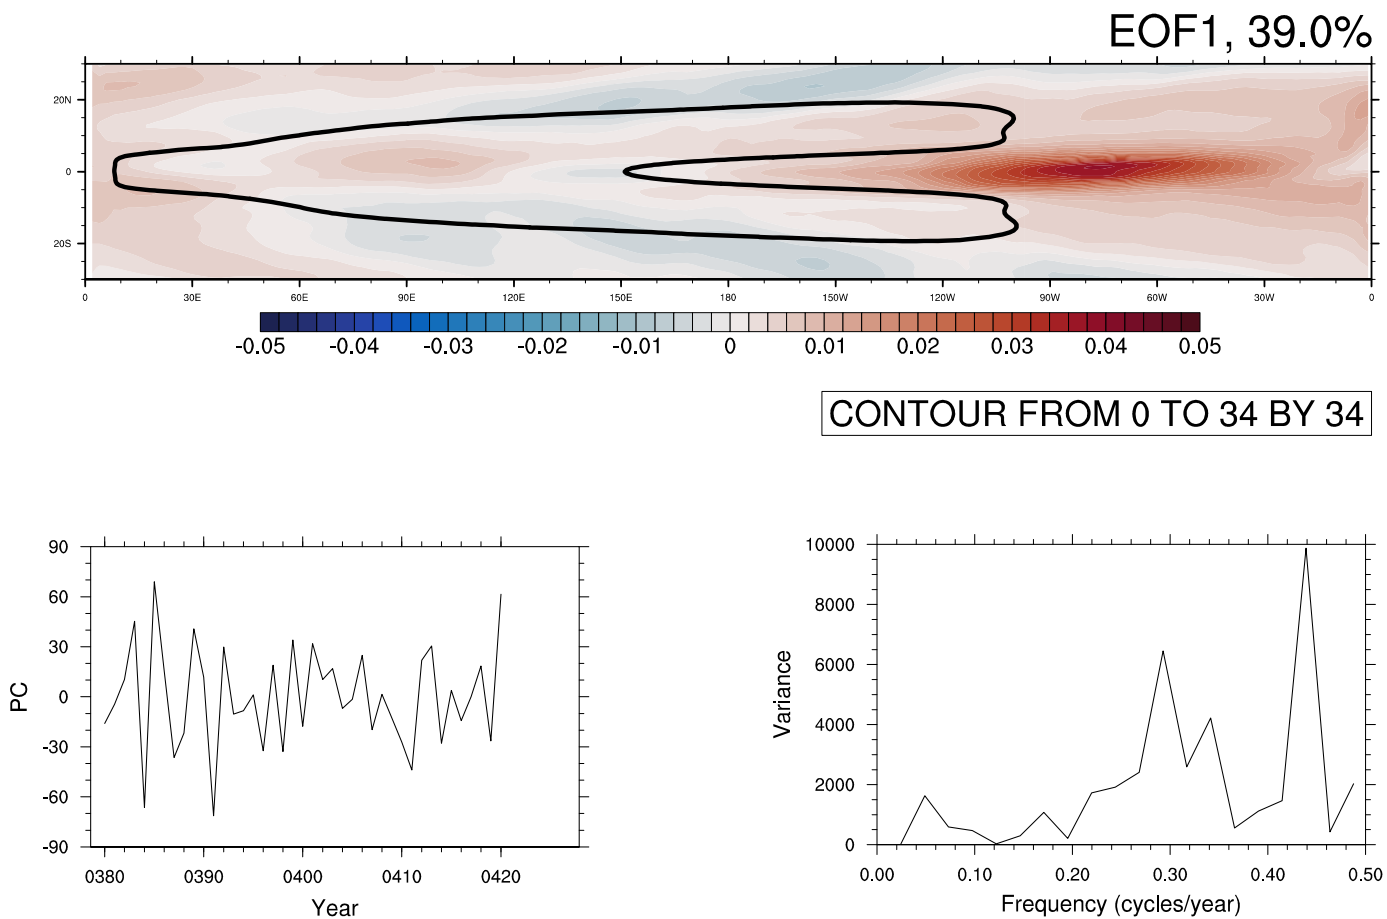 EOF1, 39.0%
20N
0
20S
0 30E 60E 90E 120E 150E 180 150W 120W 90W 60W 30W 0
-0.05 -0.04 -0.03 -0.02 -0.01 0 0.01 0.02 0.03 0.04 0.05
CONTOUR FROM 0 TO 34 BY 34
90
60
30
0
-30
-60
-90
PC
0380 0390 0400 0410 0420
Year
10000
8000
6000
4000
2000
0
Variance
0.00 0.10 0.20 0.30 0.40 0.50
Frequency (cycles/year)